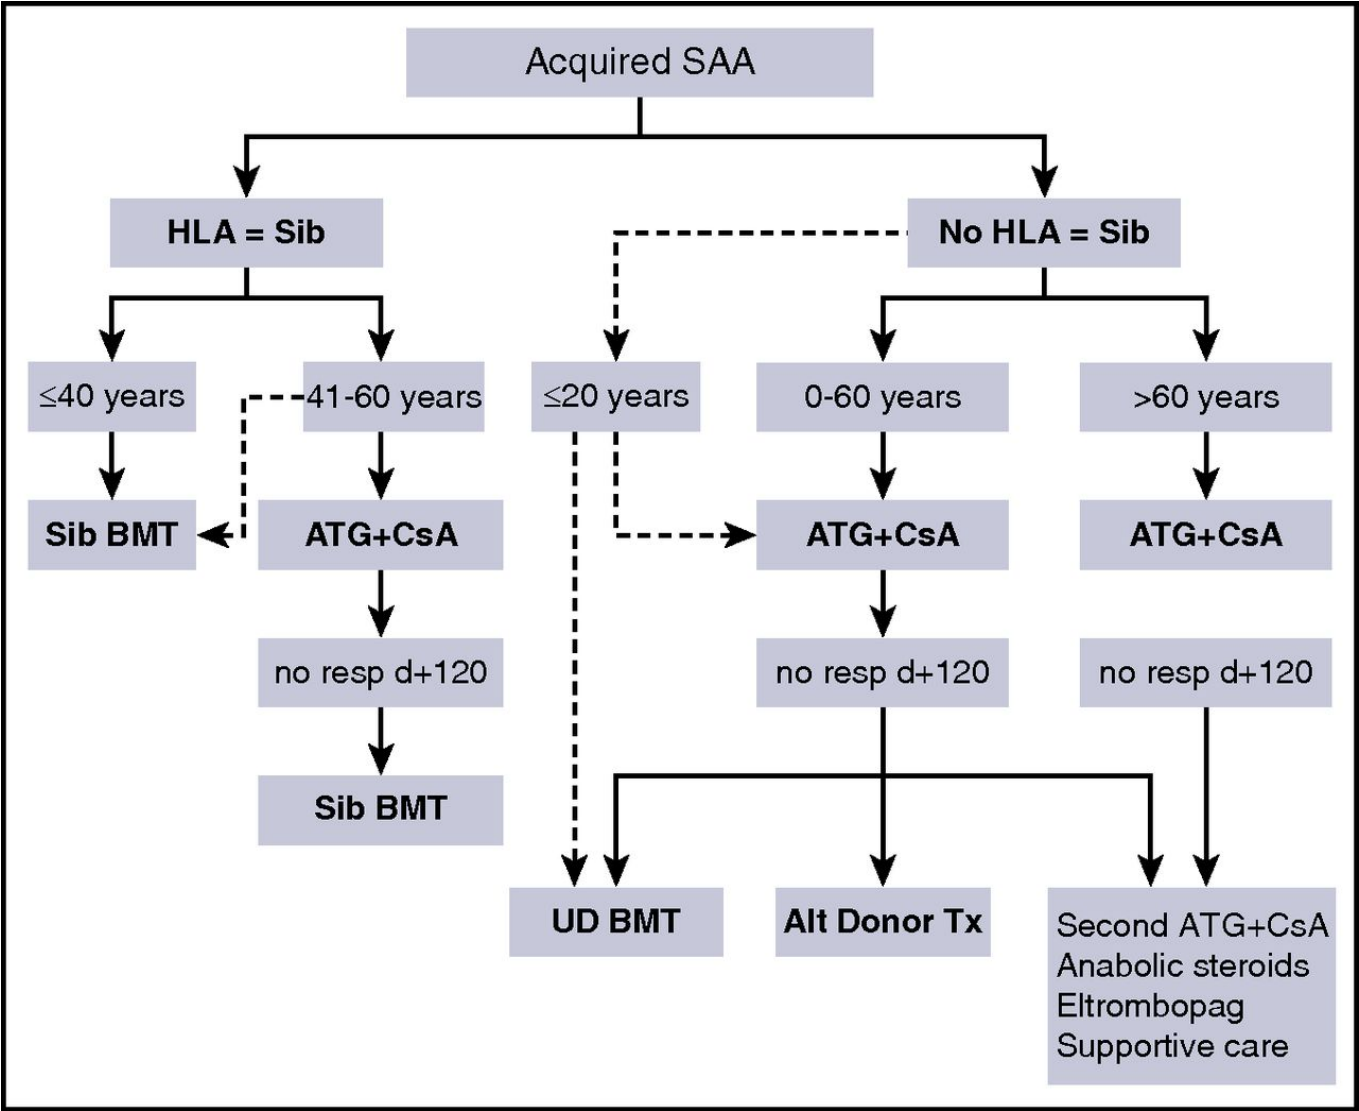 Acquired SAA
HLA = Sib
No HLA = Sib
≤40 years
41-60 years
≤20 years
0-60 years
>60 years
Sib BMT
ATG+CsA
ATG+CsA
ATG+CsA
no resp d+120
no resp d+120
no resp d+120
Sib BMT
UD BMT
Alt Donor Tx
Second ATG+CsA
Anabolic steroids
Eltrombopag
Supportive care